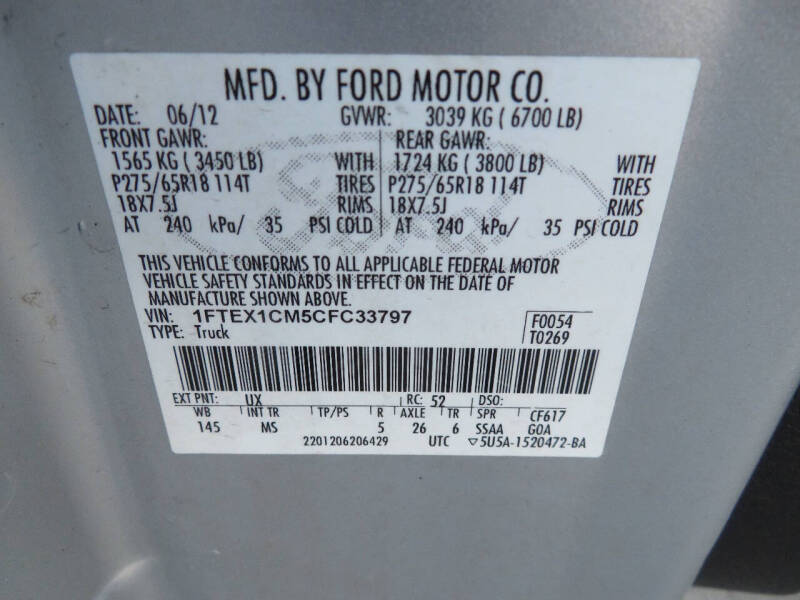 MFD. BY FORD MOTOR CO.
DATE: 06/12 GVWR: 3039 KG ( 6700 LB)
FRONT GAWR: REAR GAWR:
1565 KG ( 3450 LB) WITH 1724 KG ( 3800 LB) WITH
P275/65R18 114T TIRES P275/65R18 114T TIRES
18X7.5J RIMS 18X7.5J RIMS
AT 240 kPa/ 35 PSI COLD AT 240 kPa/ 35 PSI COLD
THIS VEHICLE CONFORMS TO ALL APPLICABLE FEDERAL MOTOR
VEHICLE SAFETY STANDARDS IN EFFECT ON THE DATE OF
MANUFACTURE SHOWN ABOVE.
VIN: 1FTEX1CM5CFC33797 F0054
TYPE: Truck T0269
EXT PNT: UX RC: 52 DSO:
WB INT TR TP/PS R AXLE TR SPR CF617
145 MS 5 26 6 SSAA GOA
2201206206429 UTC ▽5U5A-1520472-BA